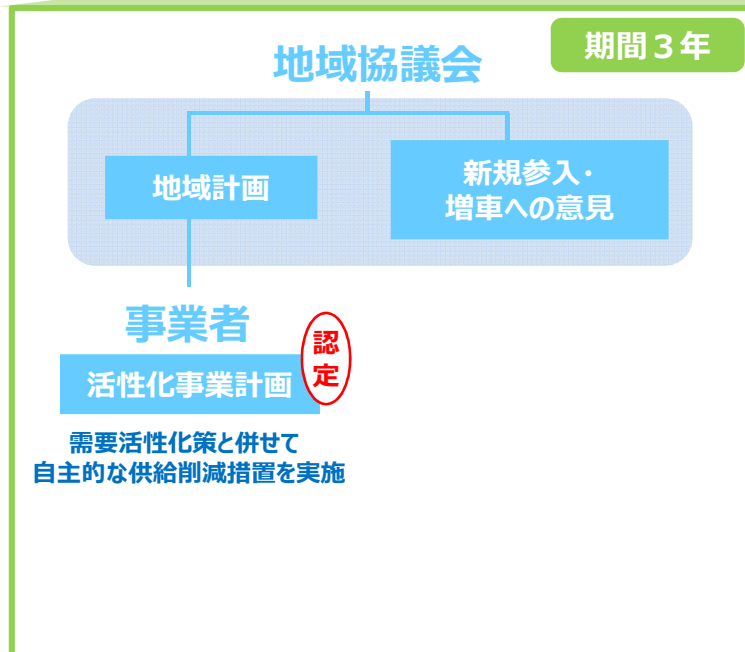 期間３年
地域協議会
地域計画
新規参入・
増車への意見
事業者
認
定
活性化事業計画
需要活性化策と併せて
自主的な供給削減措置を実施